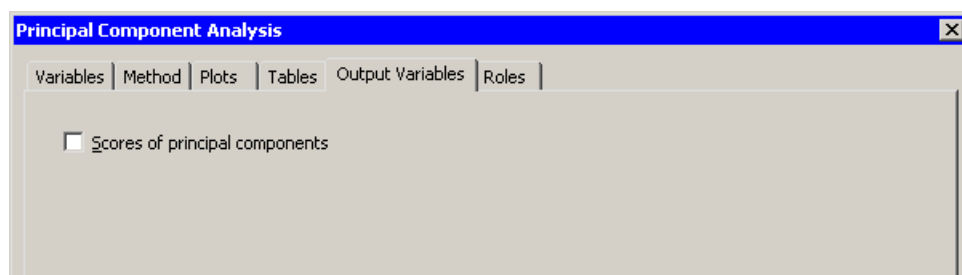 Principal Component Analysis
Variables Method Plots Tables Output Variables Roles
Scores of principal components